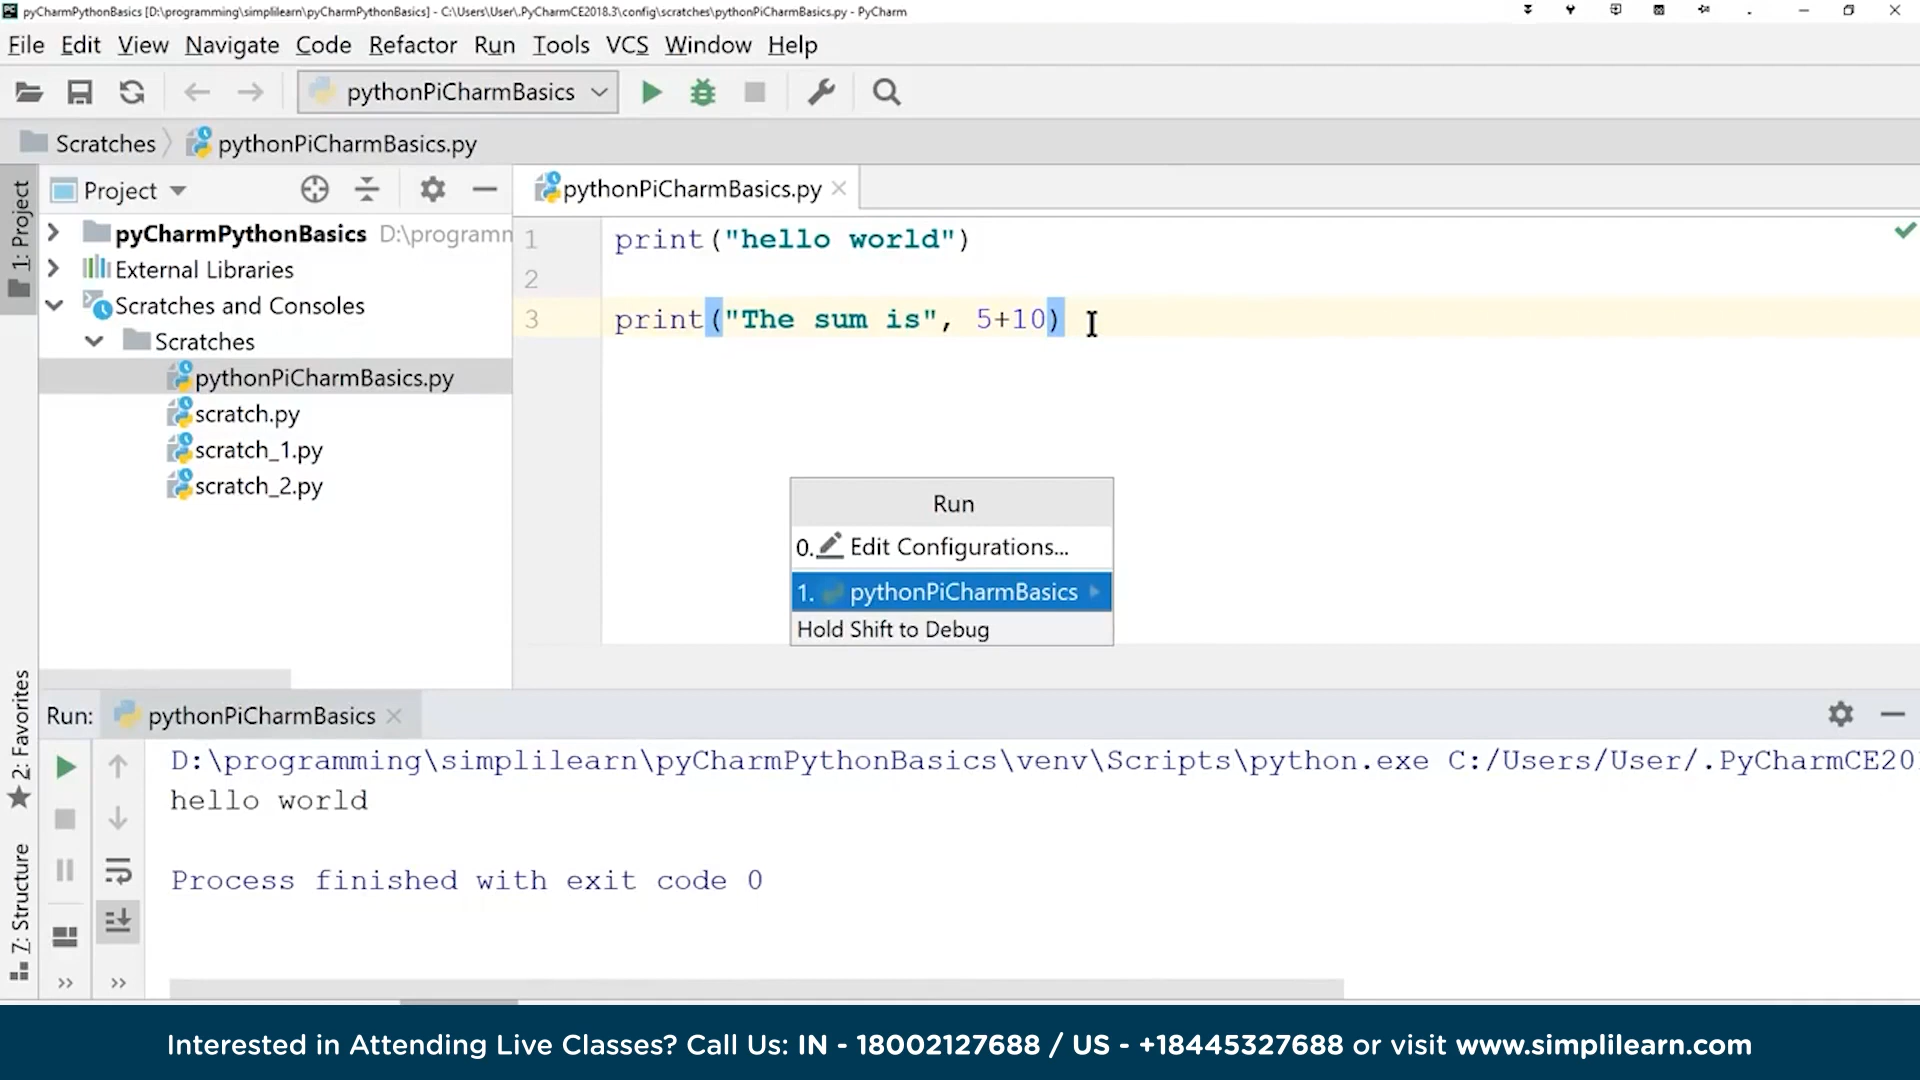 pyCharmPythonBasics [D:\programming\simplilearn\pyCharmPythonBasics] - C:\Users\User\.PyCharmCE2018.3\config\scratches\pythonPiCharmBasics.py - PyCharm
File Edit View Navigate Code Refactor Run Tools VCS Window Help
pythonPiCharmBasics
Scratches pythonPiCharmBasics.py
1: Project
Project
pythonPiCharmBasics.py
pyCharmPythonBasics D:\programm
External Libraries
Scratches and Consoles
Scratches
pythonPiCharmBasics.py
scratch.py
scratch_1.py
scratch_2.py
1 print("hello world")
2
3 print("The sum is", 5+10)
Run
0. Edit Configurations...
1. pythonPiCharmBasics
Hold Shift to Debug
2: Favorites
7: Structure
Run: pythonPiCharmBasics
D:\programming\simplilearn\pyCharmPythonBasics\venv\Scripts\python.exe C:/Users/User/.PyCharmCE20
hello world
Process finished with exit code 0
Interested in Attending Live Classes? Call Us: IN - 18002127688 / US - +18445327688 or visit www.simplilearn.com